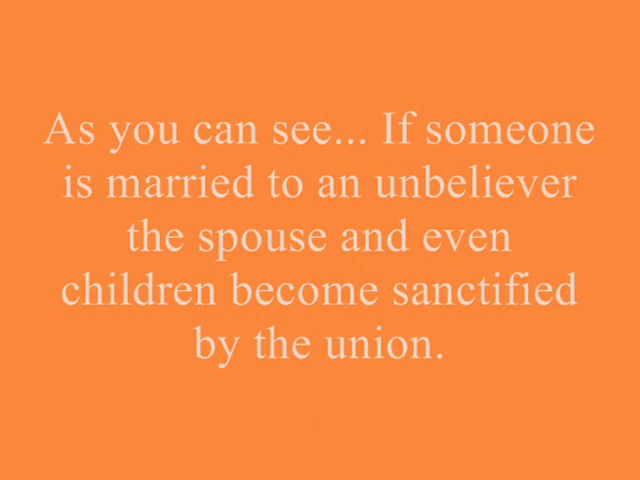 As you can see... If someone
is married to an unbeliever
the spouse and even
children become sanctified
by the union.